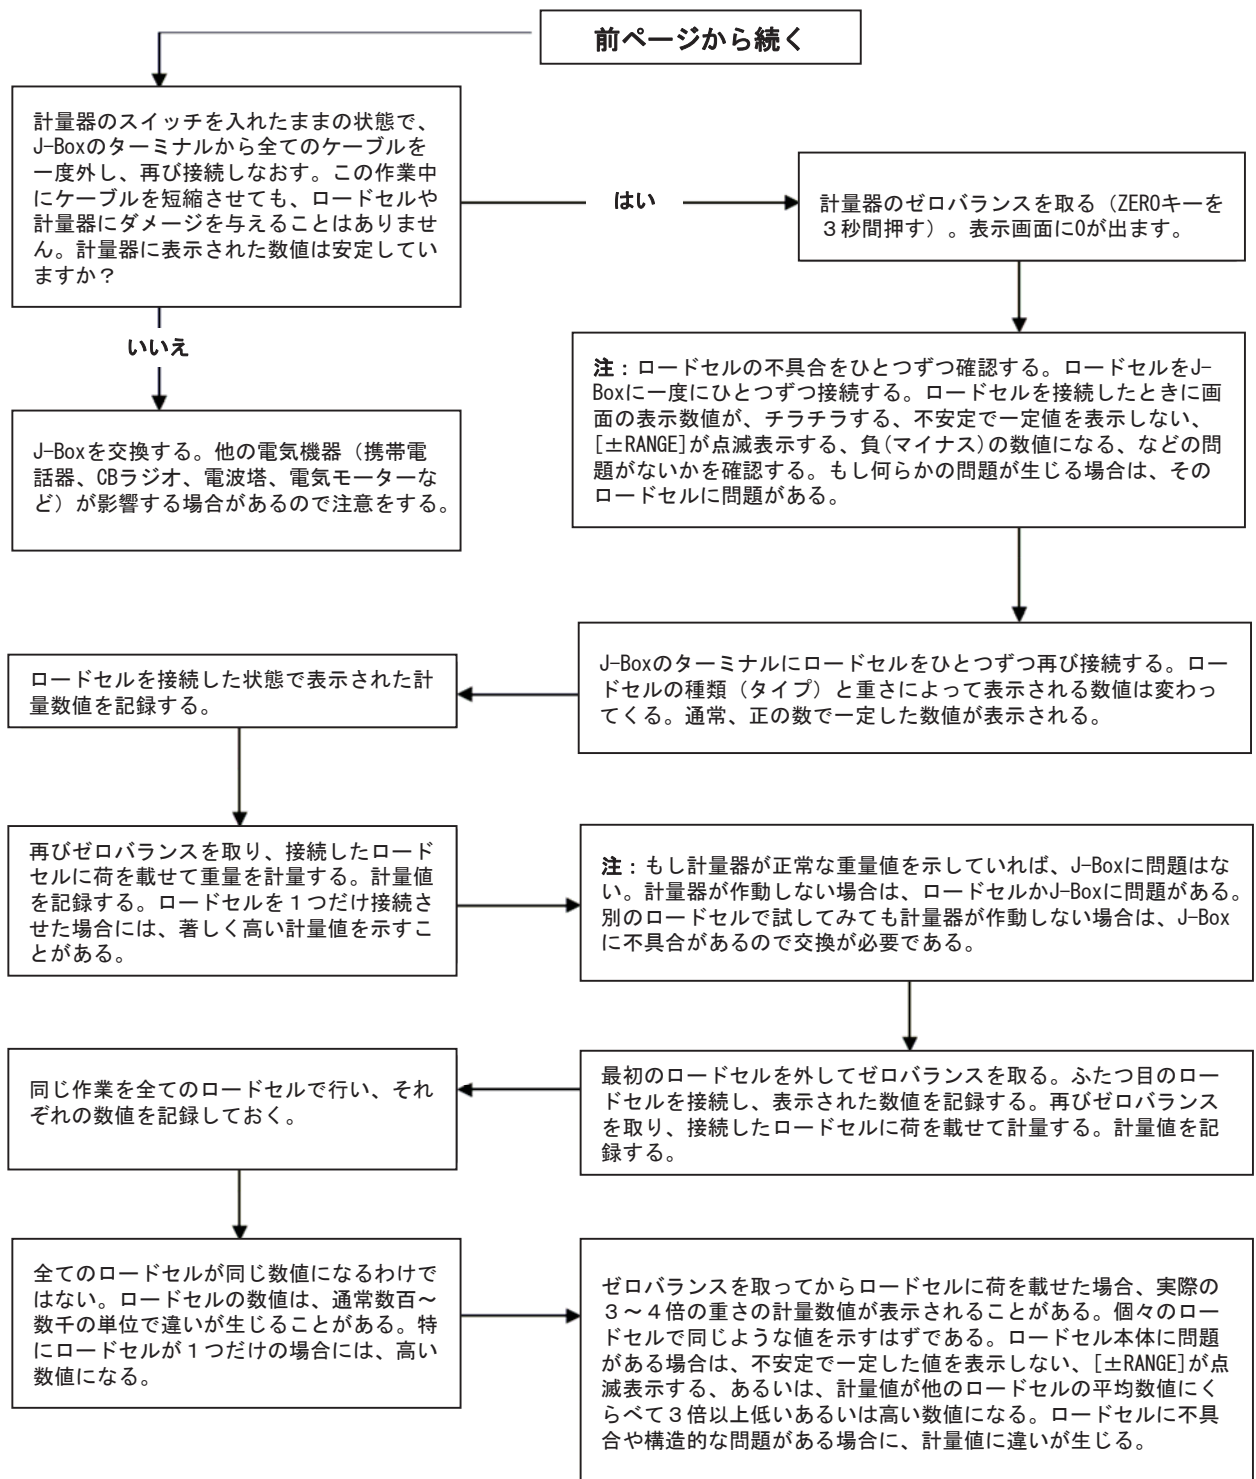 前ページから続く
計量器のスイッチを入れたままの状態で、
J-Boxのターミナルから全てのケーブルを
一度外し、再び接続しなおす。この作業中
にケーブルを短縮させても、ロードセルや
計量器にダメージを与えることはありませ
ん。計量器に表示された数値は安定してい
ますか？
はい
計量器のゼロバランスを取る（ZEROキーを
３秒間押す）。表示画面に0が出ます。
いいえ
注：ロードセルの不具合をひとつずつ確認する。ロードセルをJ-
Boxに一度にひとつずつ接続する。ロードセルを接続したときに画
面の表示数値が、チラチラする、不安定で一定値を表示しない、
[±RANGE]が点滅表示する、負(マイナス)の数値になる、などの問
題がないかを確認する。もし何らかの問題が生じる場合は、その
ロードセルに問題がある。
J-Boxを交換する。他の電気機器（携帯電
話器、CBラジオ、電波塔、電気モーターな
ど）が影響する場合があるので注意をする。
J-Boxのターミナルにロードセルをひとつずつ再び接続する。ロー
ドセルの種類（タイプ）と重さによって表示される数値は変わっ
てくる。通常、正の数で一定した数値が表示される。
ロードセルを接続した状態で表示された計
量数値を記録する。
再びゼロバランスを取り、接続したロード
セルに荷を載せて重量を計量する。計量値
を記録する。ロードセルを１つだけ接続さ
せた場合には、著しく高い計量値を示すこ
とがある。
注：もし計量器が正常な重量値を示していれば、J-Boxに問題はな
い。計量器が作動しない場合は、ロードセルかJ-Boxに問題がある。
別のロードセルで試してみても計量器が作動しない場合は、J-Box
に不具合があるので交換が必要である。
最初のロードセルを外してゼロバランスを取る。ふたつ目のロー
ドセルを接続し、表示された数値を記録する。再びゼロバランス
を取り、接続したロードセルに荷を載せて計量する。計量値を記
録する。
同じ作業を全てのロードセルで行い、それ
ぞれの数値を記録しておく。
全てのロードセルが同じ数値になるわけで
はない。ロードセルの数値は、通常数百～
数千の単位で違いが生じることがある。特
にロードセルが１つだけの場合には、高い
数値になる。
ゼロバランスを取ってからロードセルに荷を載せた場合、実際の
３～４倍の重さの計量数値が表示されることがある。個々のロー
ドセルで同じような値を示すはずである。ロードセル本体に問題
がある場合は、不安定で一定した値を表示しない、[±RANGE]が点
滅表示する、あるいは、計量値が他のロードセルの平均数値にく
らべて３倍以上低いあるいは高い数値になる。ロードセルに不具
合や構造的な問題がある場合に、計量値に違いが生じる。